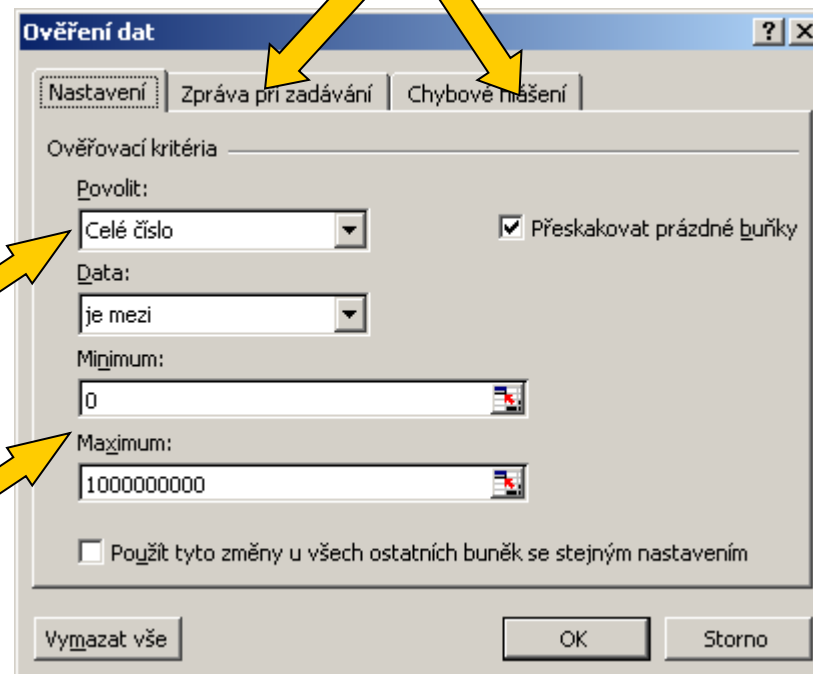 Ověření dat
Nastavení
Zpráva při zadávání
Chybové hlášení
Ověřovací kritéria
Povolit:
Celé číslo
Přeskakovat prázdné buňky
Data:
je mezi
Minimum:
0
Maximum:
1000000000
Použít tyto změny u všech ostatních buněk se stejným nastavením
Vymazat vše
OK
Storno